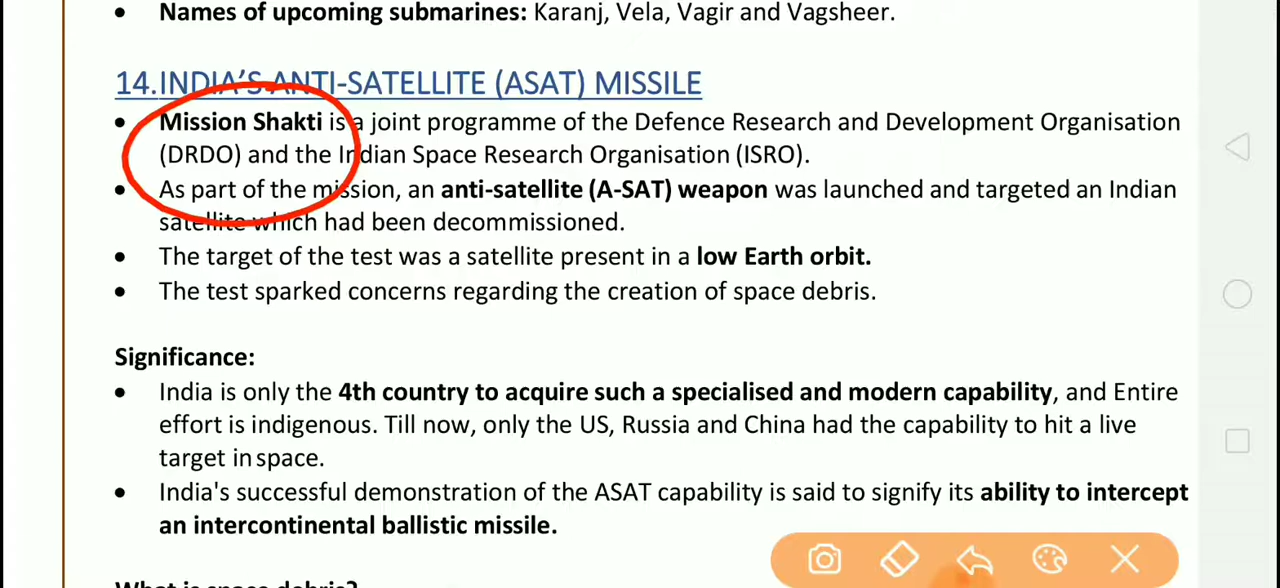 • Names of upcoming submarines: Karanj, Vela, Vagir and Vagsheer.
14.INDIA'S ANTI-SATELLITE (ASAT) MISSILE
• Mission Shakti is a joint programme of the Defence Research and Development Organisation
(DRDO) and the Indian Space Research Organisation (ISRO).
• As part of the mission, an anti-satellite (A-SAT) weapon was launched and targeted an Indian
satellite which had been decommissioned.
• The target of the test was a satellite present in a low Earth orbit.
• The test sparked concerns regarding the creation of space debris.
Significance:
• India is only the 4th country to acquire such a specialised and modern capability, and Entire
effort is indigenous. Till now, only the US, Russia and China had the capability to hit a live
target in space.
• India's successful demonstration of the ASAT capability is said to signify its ability to intercept
an intercontinental ballistic missile.
What is space debris?